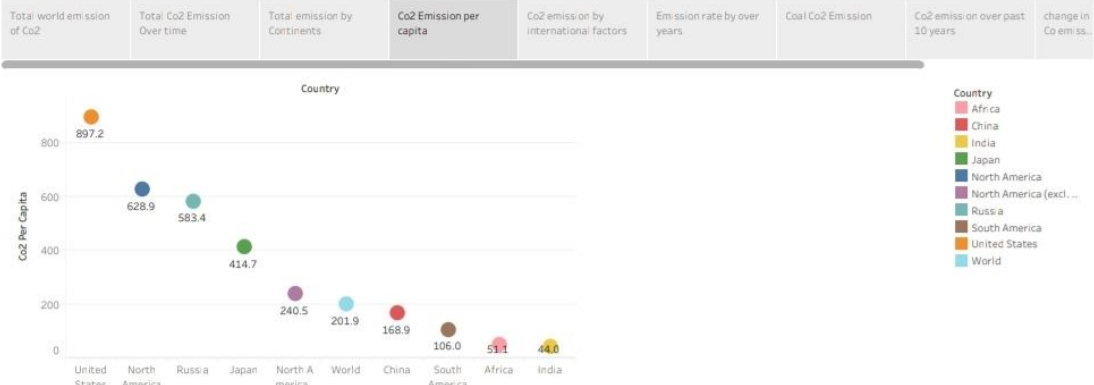 Total world emission
of Co2
Total Co2 Emission
Over time
Total emission by
Continents
Co2 Emission per
capita
Co2 emission by
international factors
Emission rate by over
years
Coal Co2 Emission
Co2 emission over past
10 years
change in
Co emiss..
Country
Co2 Per Capita
800
600
400
200
0
897.2
628.9
583.4
414.7
240.5
201.9
168.9
106.0
51.1
44.0
United
States
North
America
Russia
Japan
North A
merica
World
China
South
America
Africa
India
Country
Africa
China
India
Japan
North America
North America (excl. ..
Russia
South America
United States
World